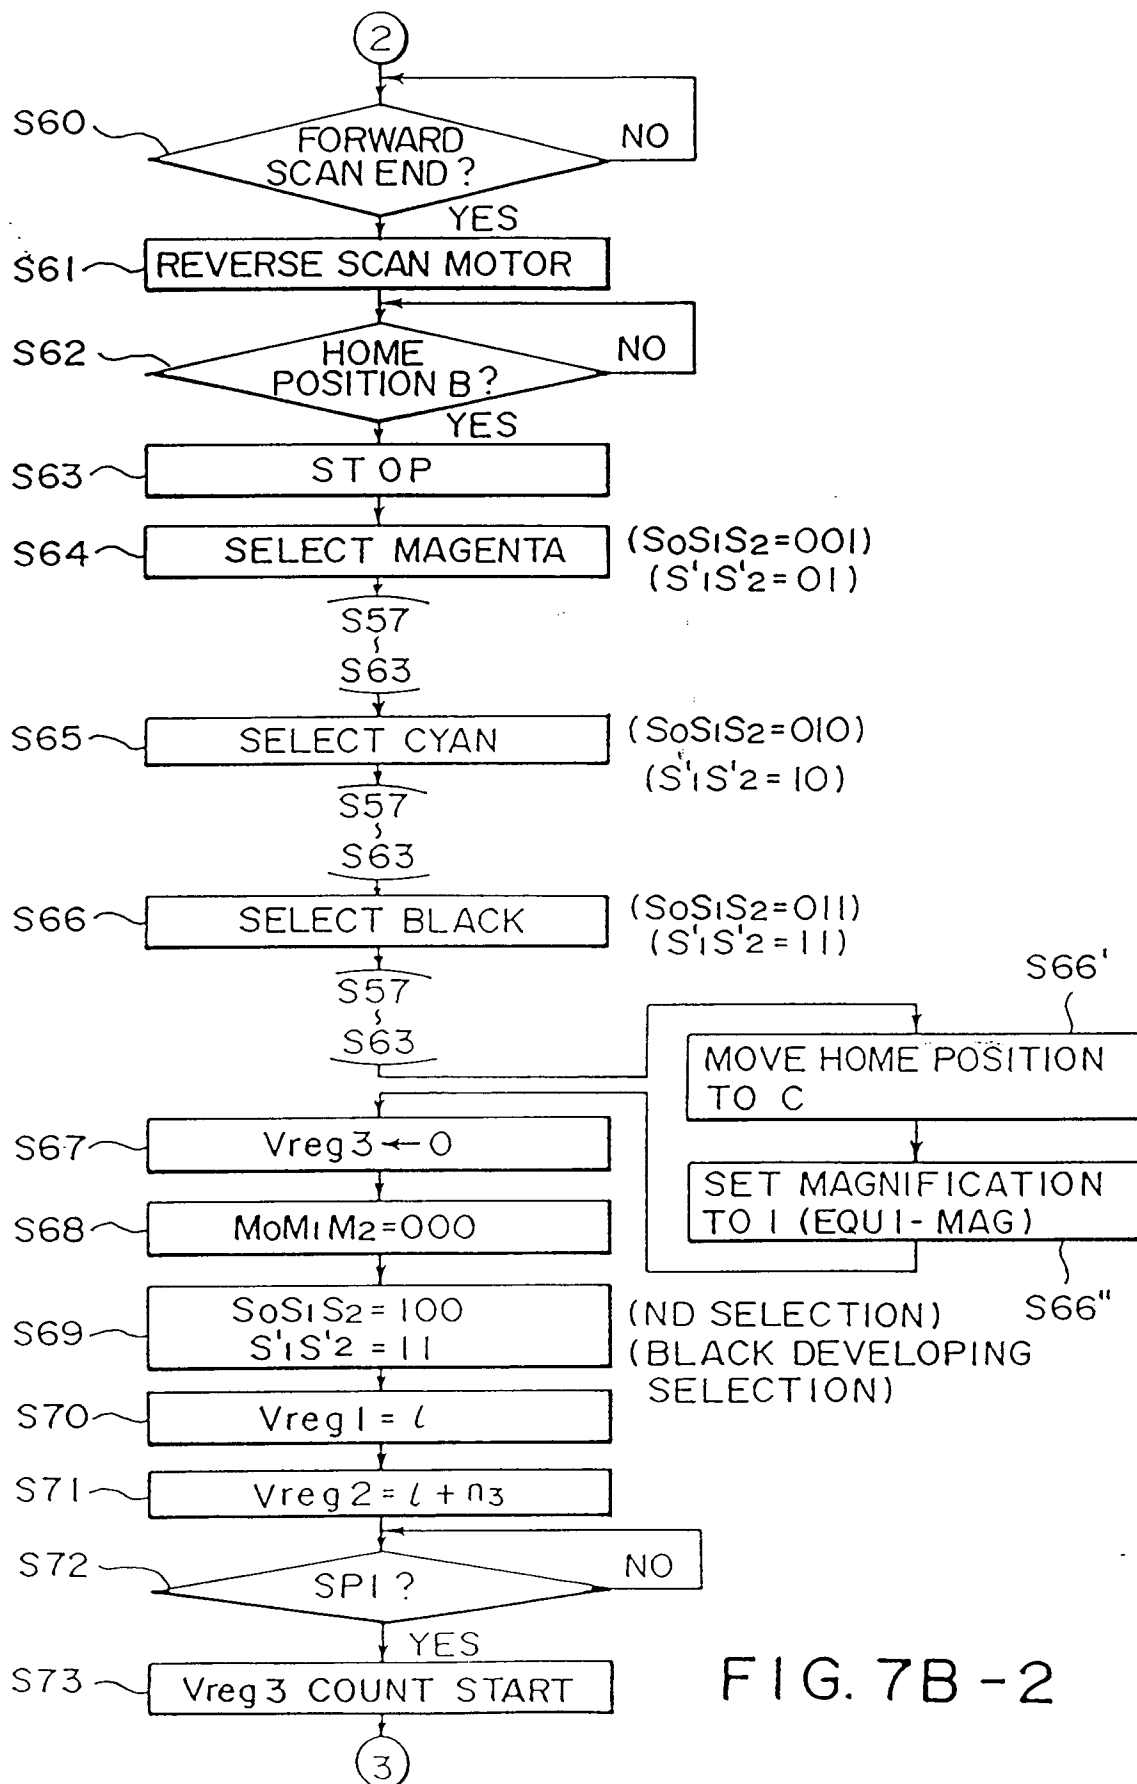 2
S60
FORWARD
SCAN END?
NO
YES
S61
REVERSE SCAN MOTOR
S62
HOME
POSITION B?
NO
YES
S63
STOP
S64
SELECT MAGENTA
(S0S1S2=001)
(S'1S'2=01)
S57
~
S63
S65
SELECT CYAN
(S0S1S2=010)
(S'1S'2=10)
S57
~
S63
S66
SELECT BLACK
(S0S1S2=011)
(S'1S'2=11)
S57
~
S63
S66'
MOVE HOME POSITION
TO C
SET MAGNIFICATION
TO 1 (EQUI-MAG)
S66"
S67
Vreg3←0
S68
M0M1M2=000
S69
S0S1S2=100
S'1S'2=11
(ND SELECTION)
(BLACK DEVELOPING
SELECTION)
S70
Vreg1=l
S71
Vreg2=l+n3
S72
SP1?
NO
YES
S73
Vreg3 COUNT START
3
FIG. 7B-2